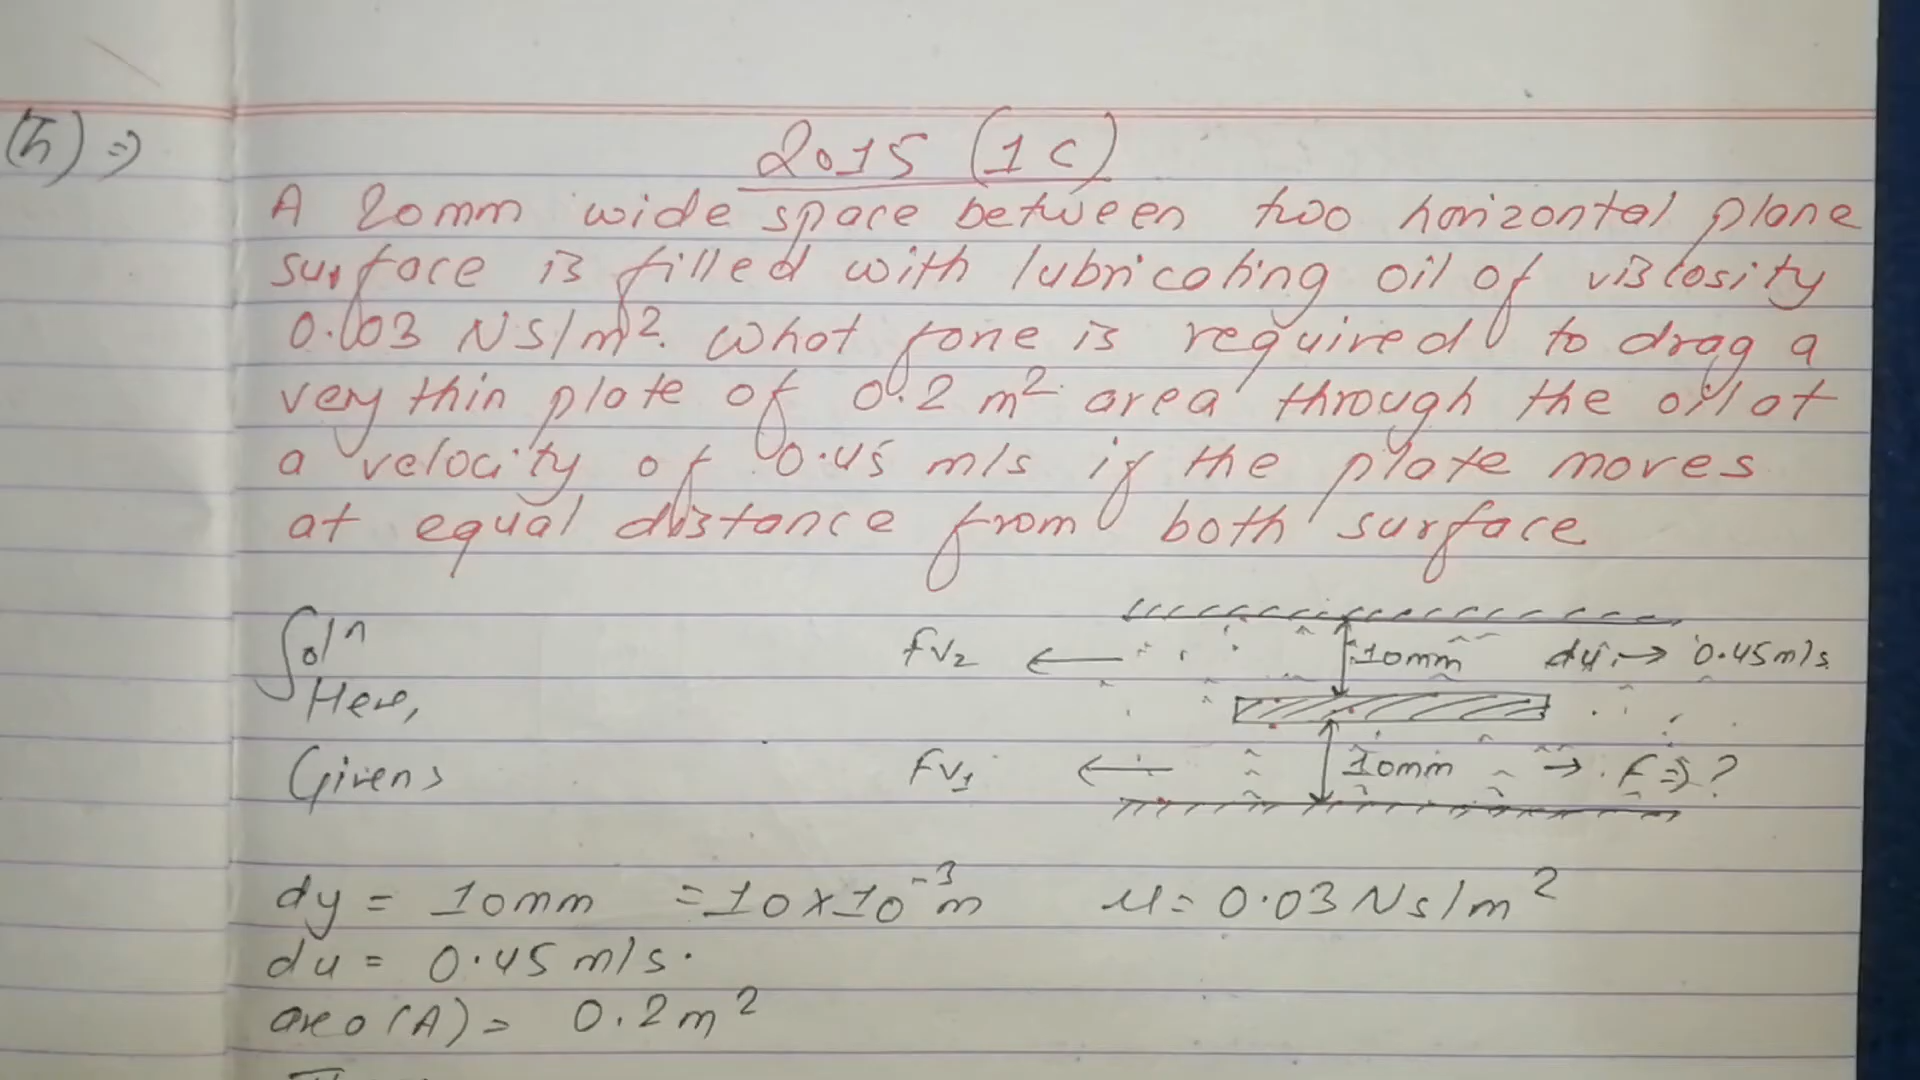 (ħ) ⇒
2015 (1c)
A 20mm wide space between two horizontal plane
surface is filled with lubricating oil of viscosity
0.03 NS/m². What force is required to drag a
very thin plate of 0.2 m² area through the oil at
a velocity of 0.45 m/s if the plate moves
at equal distance from both surface
Soln
Here,
Given,
Fv₂ ← 10mm du → 0.45m/s
Fv₁ ← 10mm → F ⇒ ?
dy = 10mm = 10×10⁻³m μ = 0.03 Ns/m²
du = 0.45 m/s.
area (A) = 0.2 m²